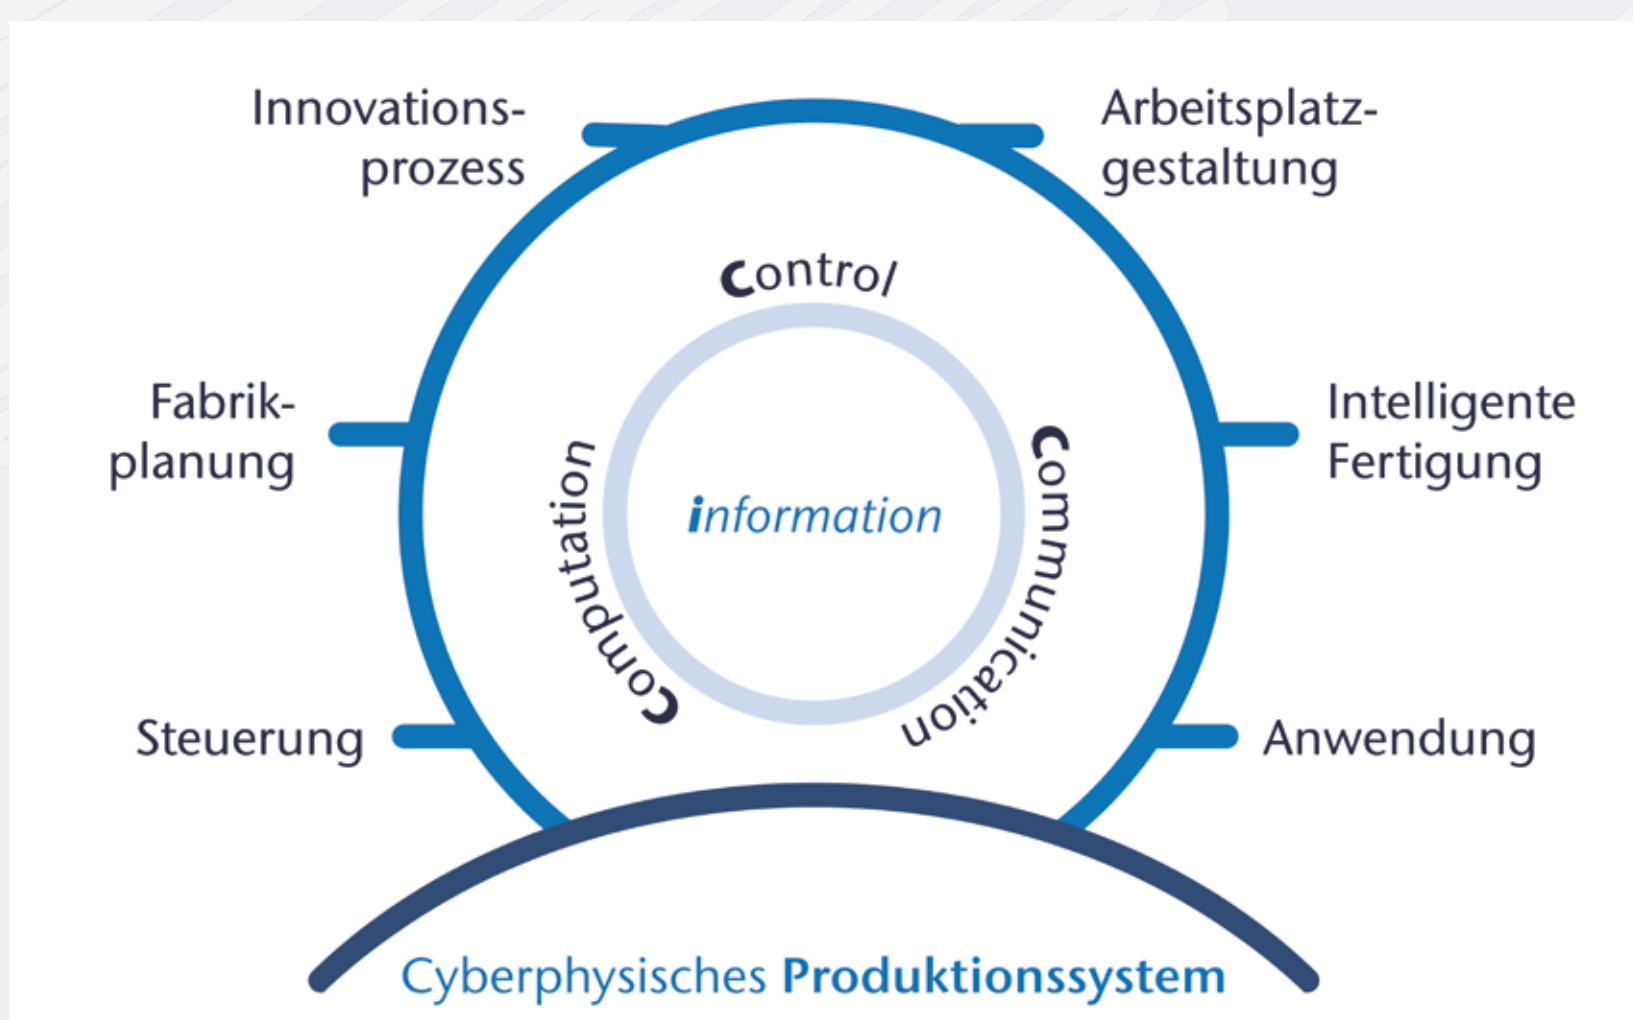 Innovations-
prozess
Arbeitsplatz-
gestaltung
Control
Fabrik-
planung
Intelligente
Fertigung
Computation
information
Communication
Steuerung
Anwendung
Cyberphysisches Produktionssystem